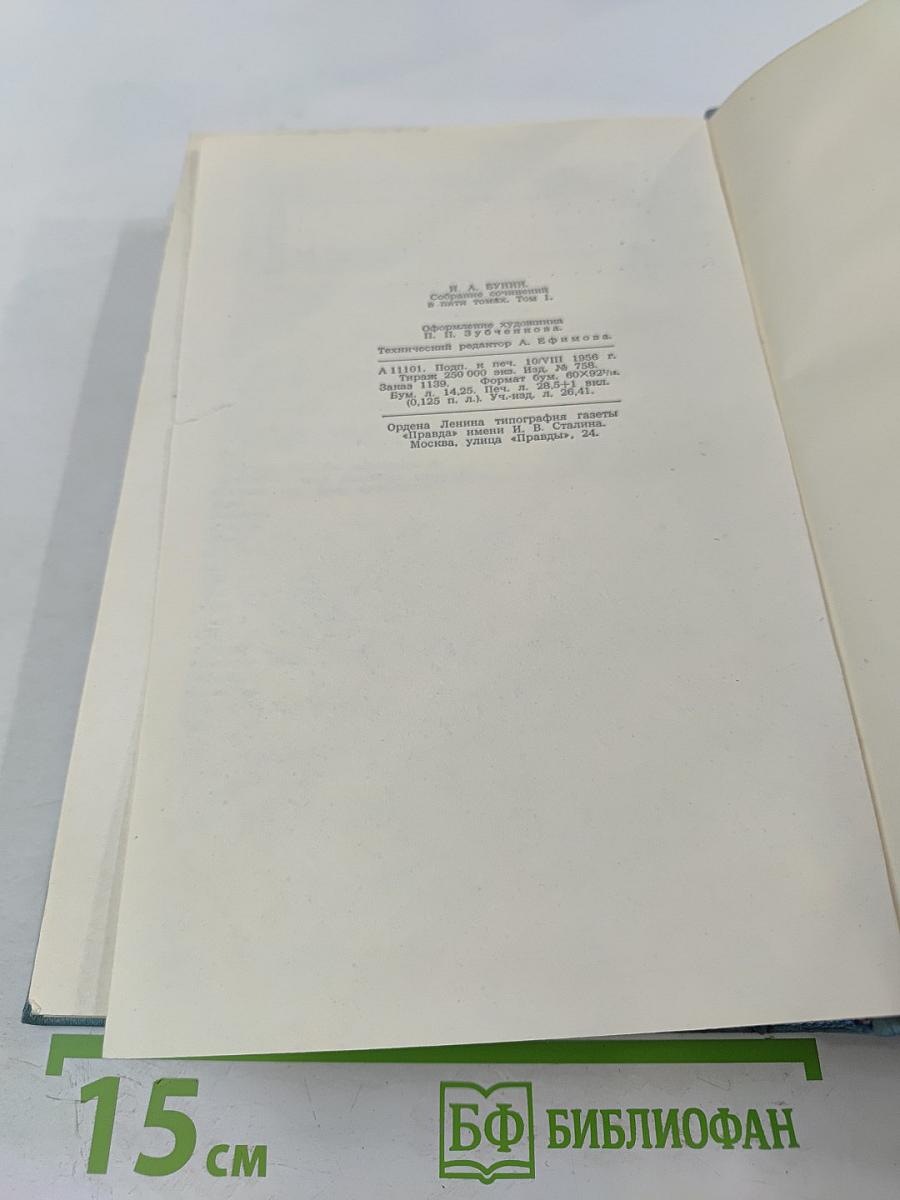 И. А. БУНИН.
Собрание сочинений
в пяти томах. Том I.
Оформление художника
П. П. Зубченкова.
Технический редактор А. Ефимова.
А 11101. Подп. к печ. 10/VIII 1956 г.
Тираж 250 000 экз. Изд. № 758.
Заказ 1139. Формат бум. 60×92¹/₁₆.
Бум. л. 14,25. Печ. л. 28,5+1 вкл.
(0,125 п. л.). Уч.-изд. л. 26,41.
Ордена Ленина типография газеты
«Правда» имени И. В. Сталина.
Москва, улица «Правды», 24.
15 см
БФ БИБЛИОФАН